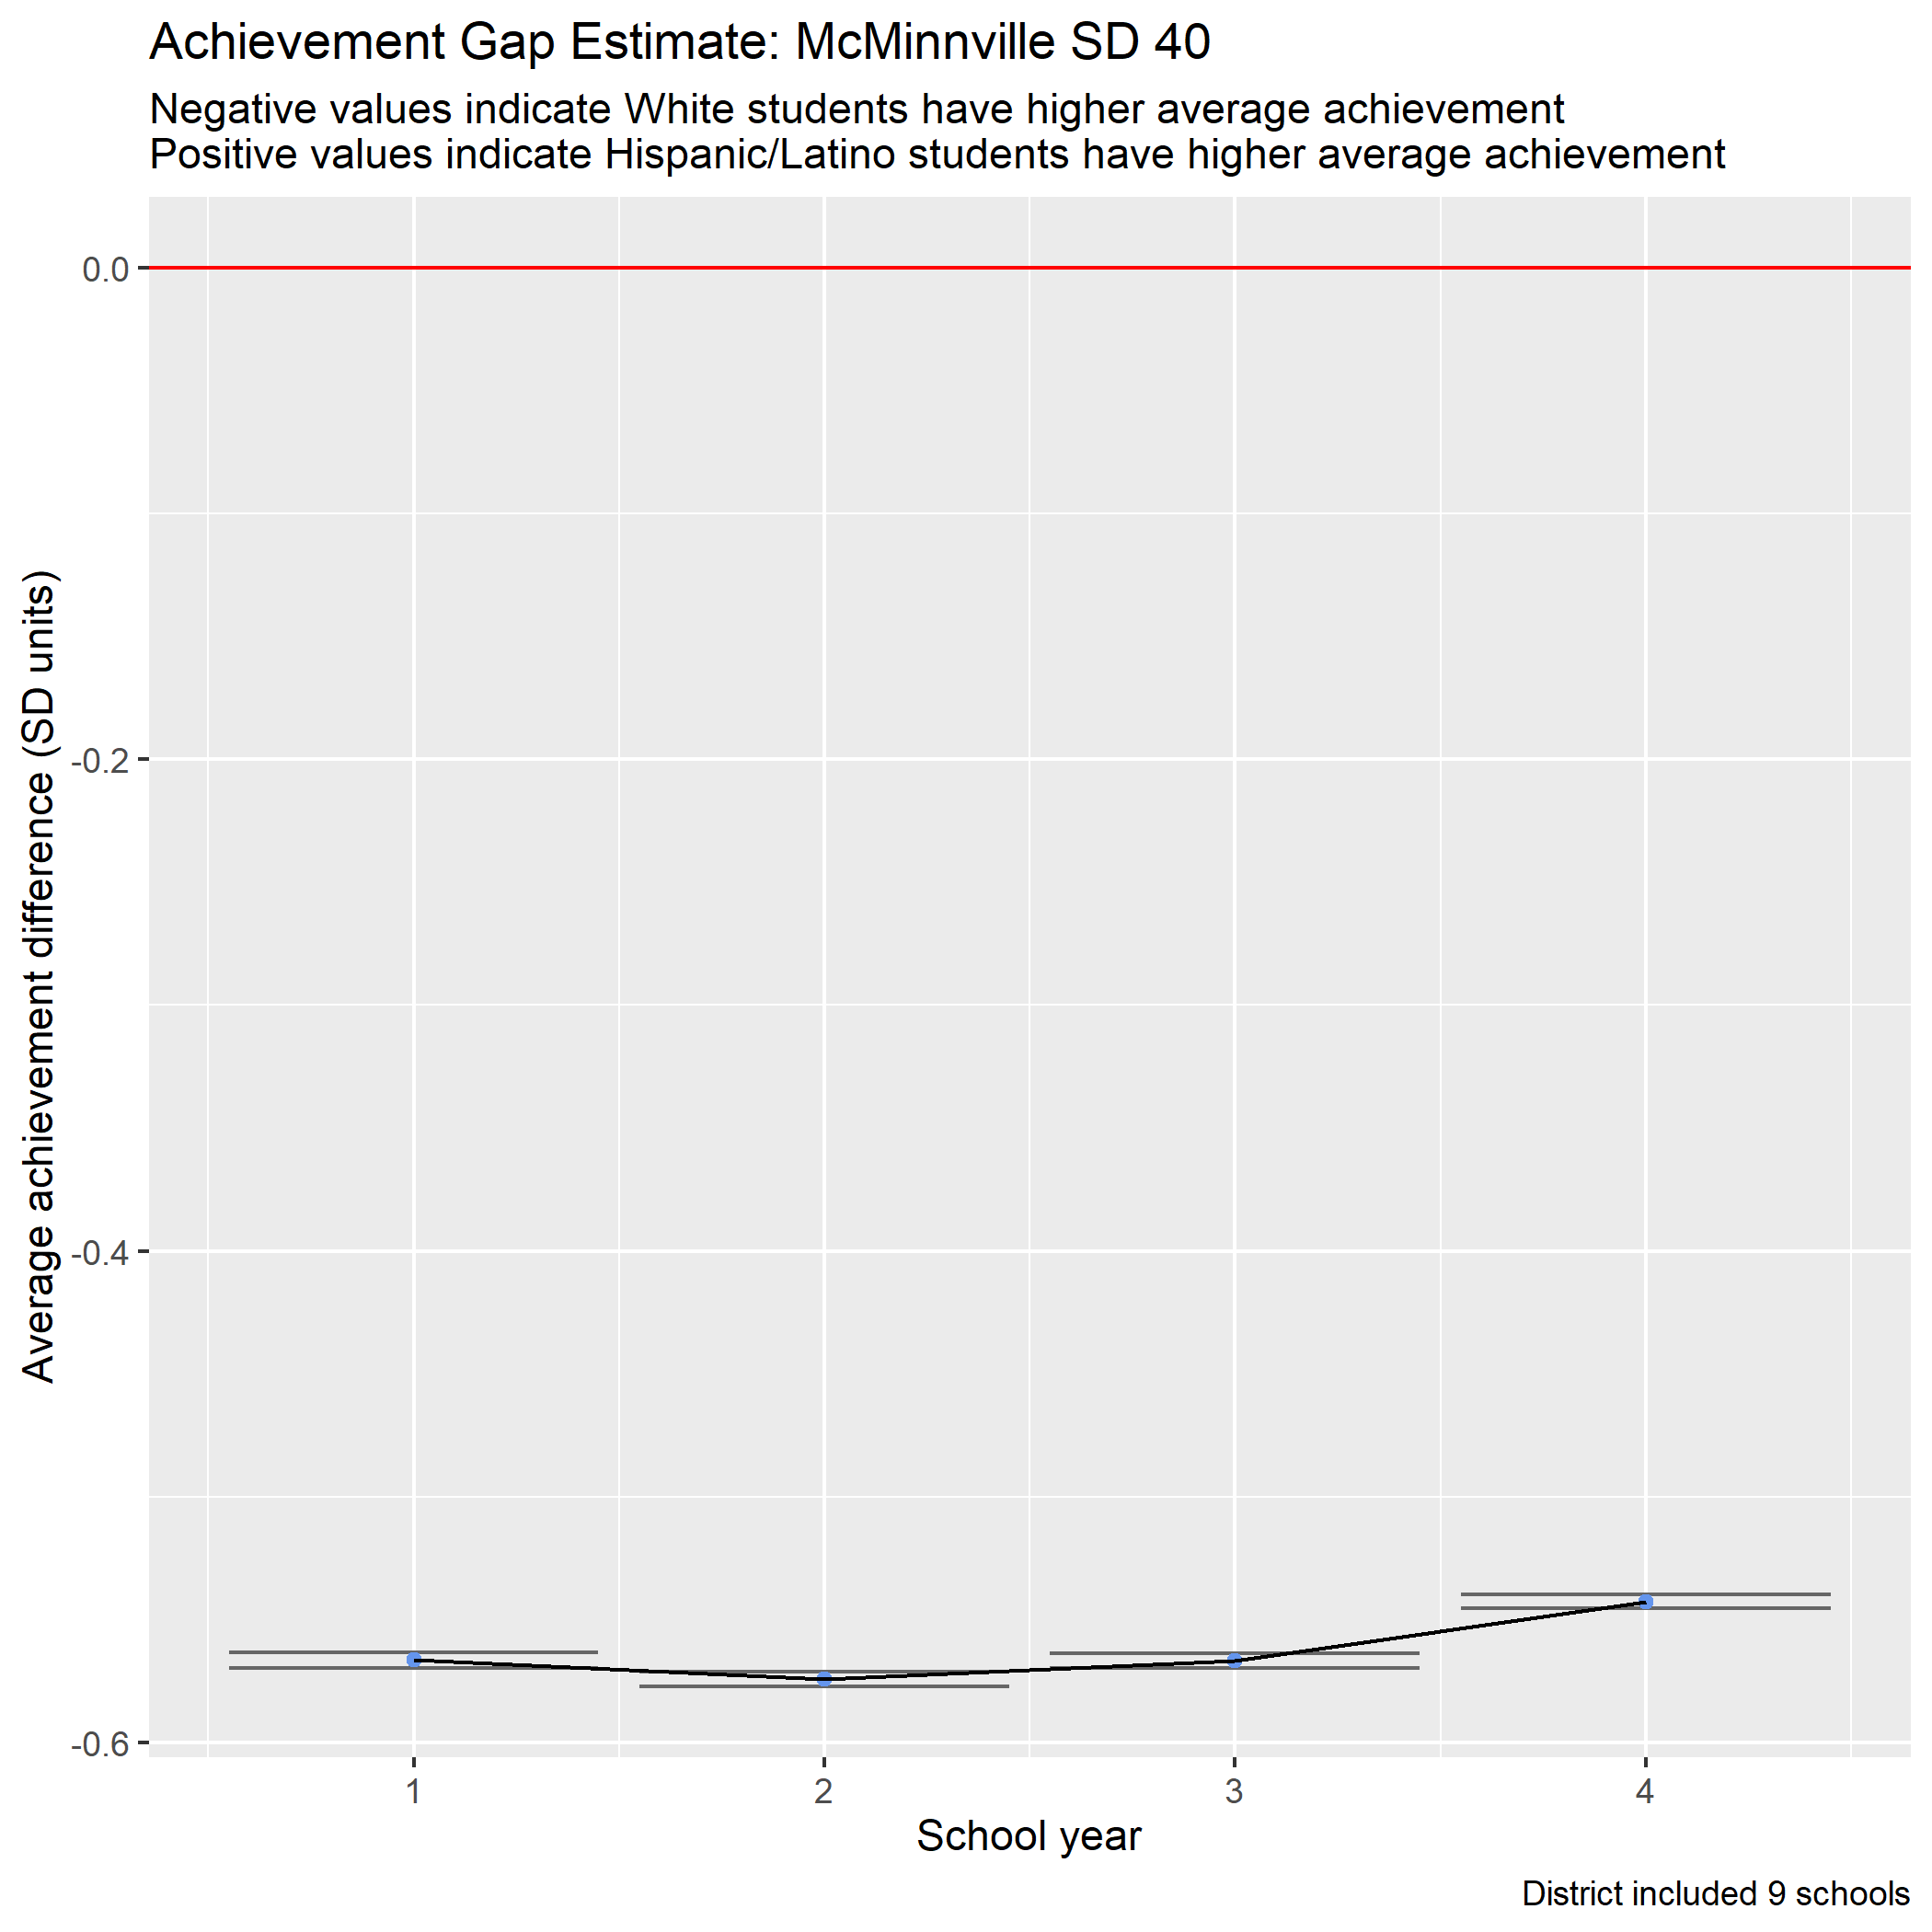 Achievement Gap Estimate: McMinnville SD 40
Negative values indicate White students have higher average achievement
Positive values indicate Hispanic/Latino students have higher average achievement
Average achievement difference (SD units)
0.0
-0.2
-0.4
-0.6
1
2
3
4
School year
District included 9 schools